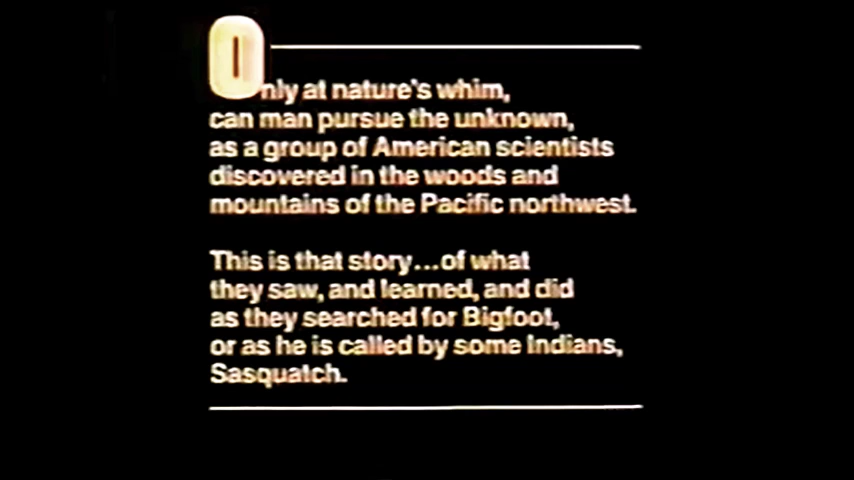 Only at nature's whim,
can man pursue the unknown,
as a group of American scientists
discovered in the woods and
mountains of the Pacific northwest.
This is that story...of what
they saw, and learned, and did
as they searched for Bigfoot,
or as he is called by some Indians,
Sasquatch.